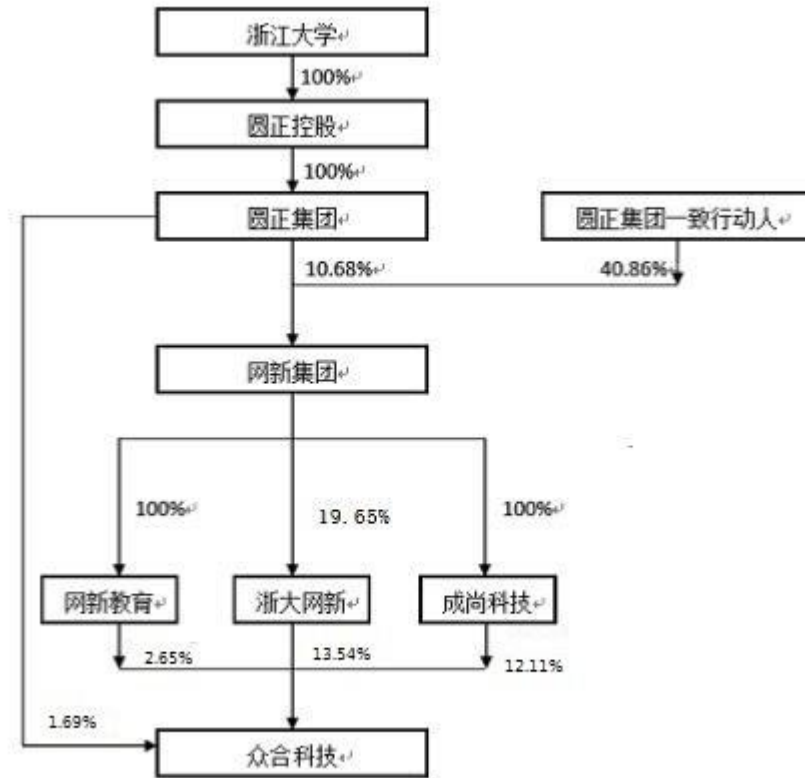 浙江大学↵
100%↵
圆正控股↵
100%↵
圆正集团↵
圆正集团一致行动人↵
10.68%↵
40.86%↵
网新集团↵
100%↵
19.65%
100%↵
网新教育↵
浙大网新↵
成尚科技↵
2.65%
13.54%
12.11%
1.69%
众合科技↵